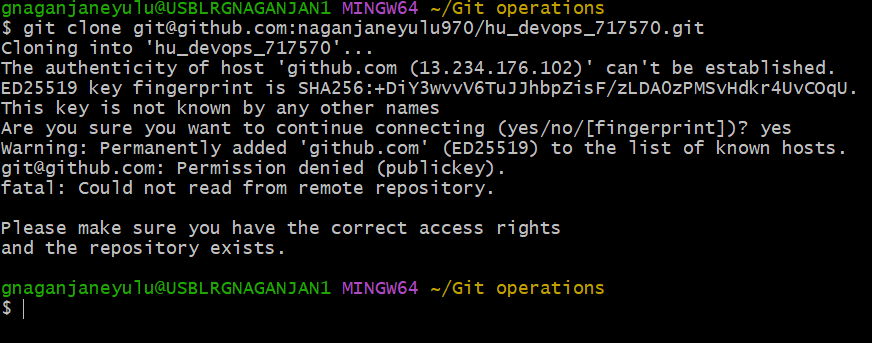 gnaganjaneyulu@USBLRGNAGANJAN1 MINGW64 ~/Git operations
$ git clone git@github.com:naganjaneyulu970/hu_devops_717570.git
Cloning into 'hu_devops_717570'...
The authenticity of host 'github.com (13.234.176.102)' can't be established.
ED25519 key fingerprint is SHA256:+DiY3wvvV6TuJJhbpZisF/zLDA0zPMSvHdkr4UvCOqU.
This key is not known by any other names
Are you sure you want to continue connecting (yes/no/[fingerprint])? yes
Warning: Permanently added 'github.com' (ED25519) to the list of known hosts.
git@github.com: Permission denied (publickey).
fatal: Could not read from remote repository.
Please make sure you have the correct access rights
and the repository exists.
gnaganjaneyulu@USBLRGNAGANJAN1 MINGW64 ~/Git operations
$